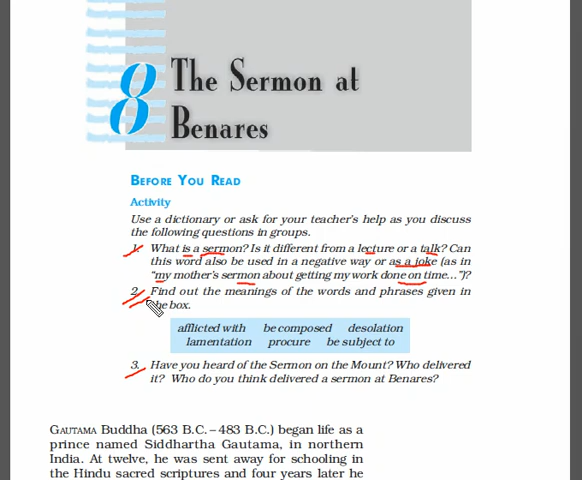 8
The Sermon at
Benares
BEFORE YOU READ
Activity
Use a dictionary or ask for your teacher's help as you discuss
the following questions in groups.
1. What is a sermon? Is it different from a lecture or a talk? Can
this word also be used in a negative way or as a joke (as in
“my mother's sermon about getting my work done on time...”)?
2. Find out the meanings of the words and phrases given in
the box.
afflicted with be composed desolation
lamentation procure be subject to
3. Have you heard of the Sermon on the Mount? Who delivered
it? Who do you think delivered a sermon at Benares?
GAUTAMA Buddha (563 B.C. – 483 B.C.) began life as a
prince named Siddhartha Gautama, in northern
India. At twelve, he was sent away for schooling in
the Hindu sacred scriptures and four years later he